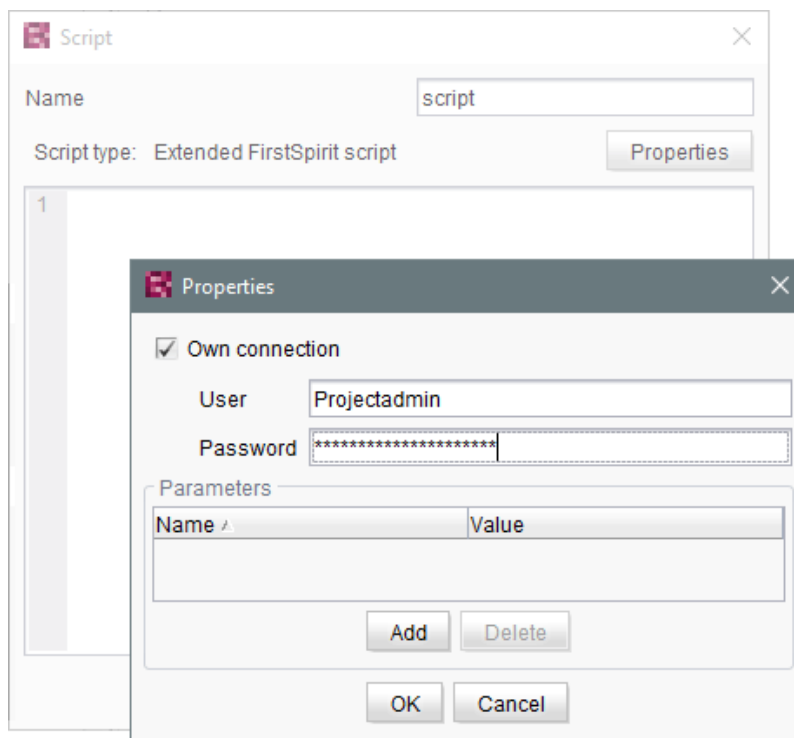 Script
Name script
Script type: Extended FirstSpirit script Properties
1
Properties
Own connection
User Projectadmin
Password *********************
Parameters
Name Value
Add Delete
OK Cancel